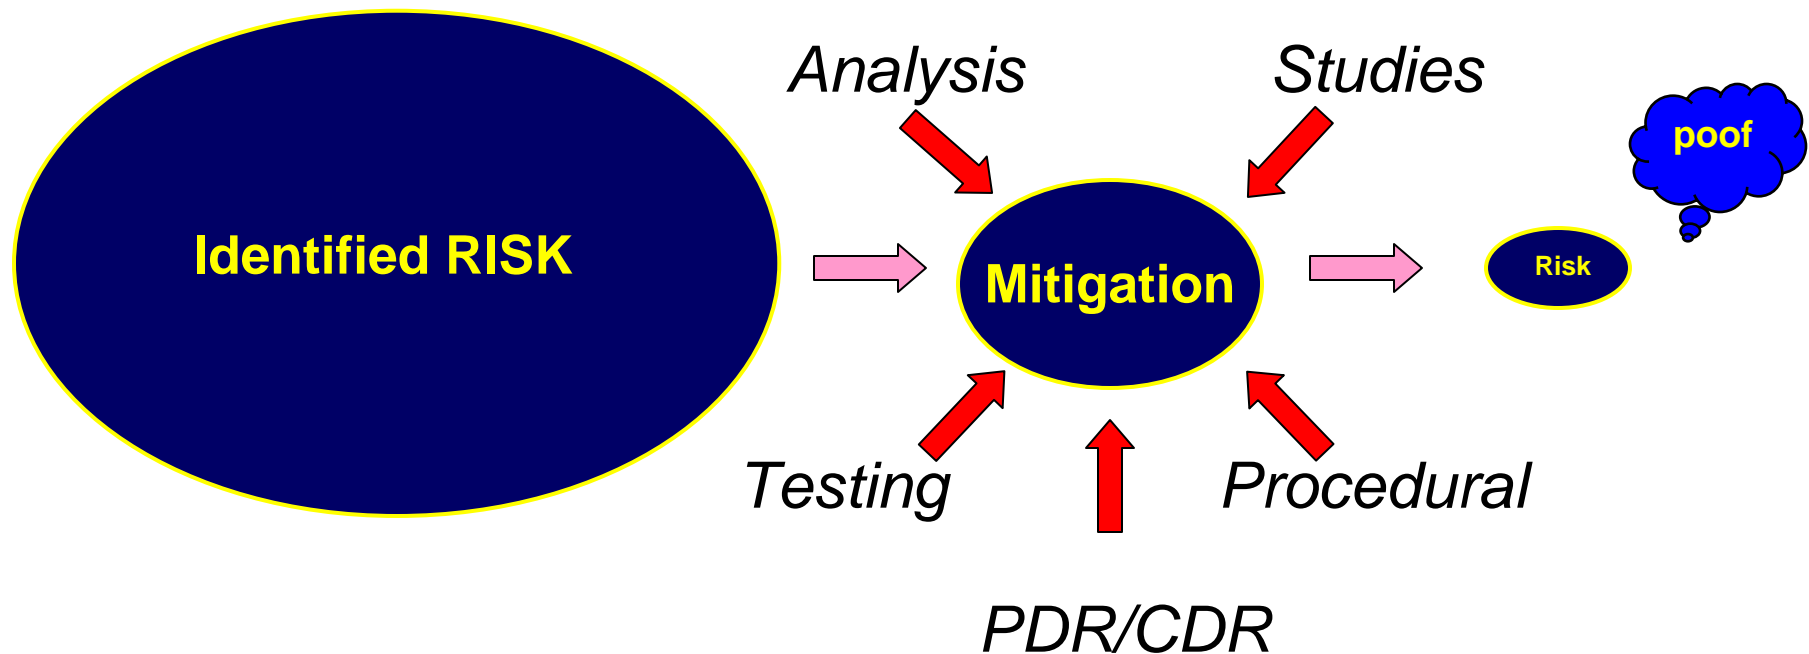 Analysis
Studies
poof
Identified RISK
Mitigation
Risk
Testing
Procedural
PDR/CDR